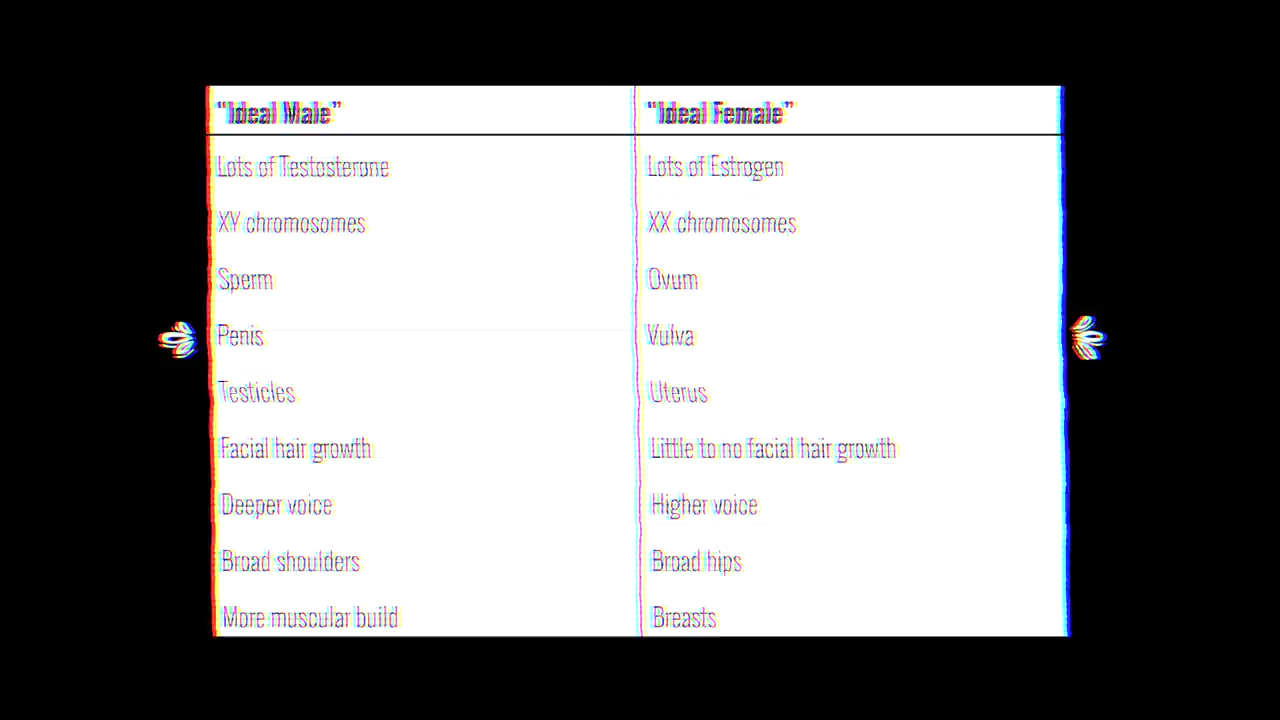 “Ideal Male” “Ideal Female”
Lots of Testosterone Lots of Estrogen
XY chromosomes XX chromosomes
Sperm Ovum
Penis Vulva
Testicles Uterus
Facial hair growth Little to no facial hair growth
Deeper voice Higher voice
Broad shoulders Broad hips
More muscular build Breasts